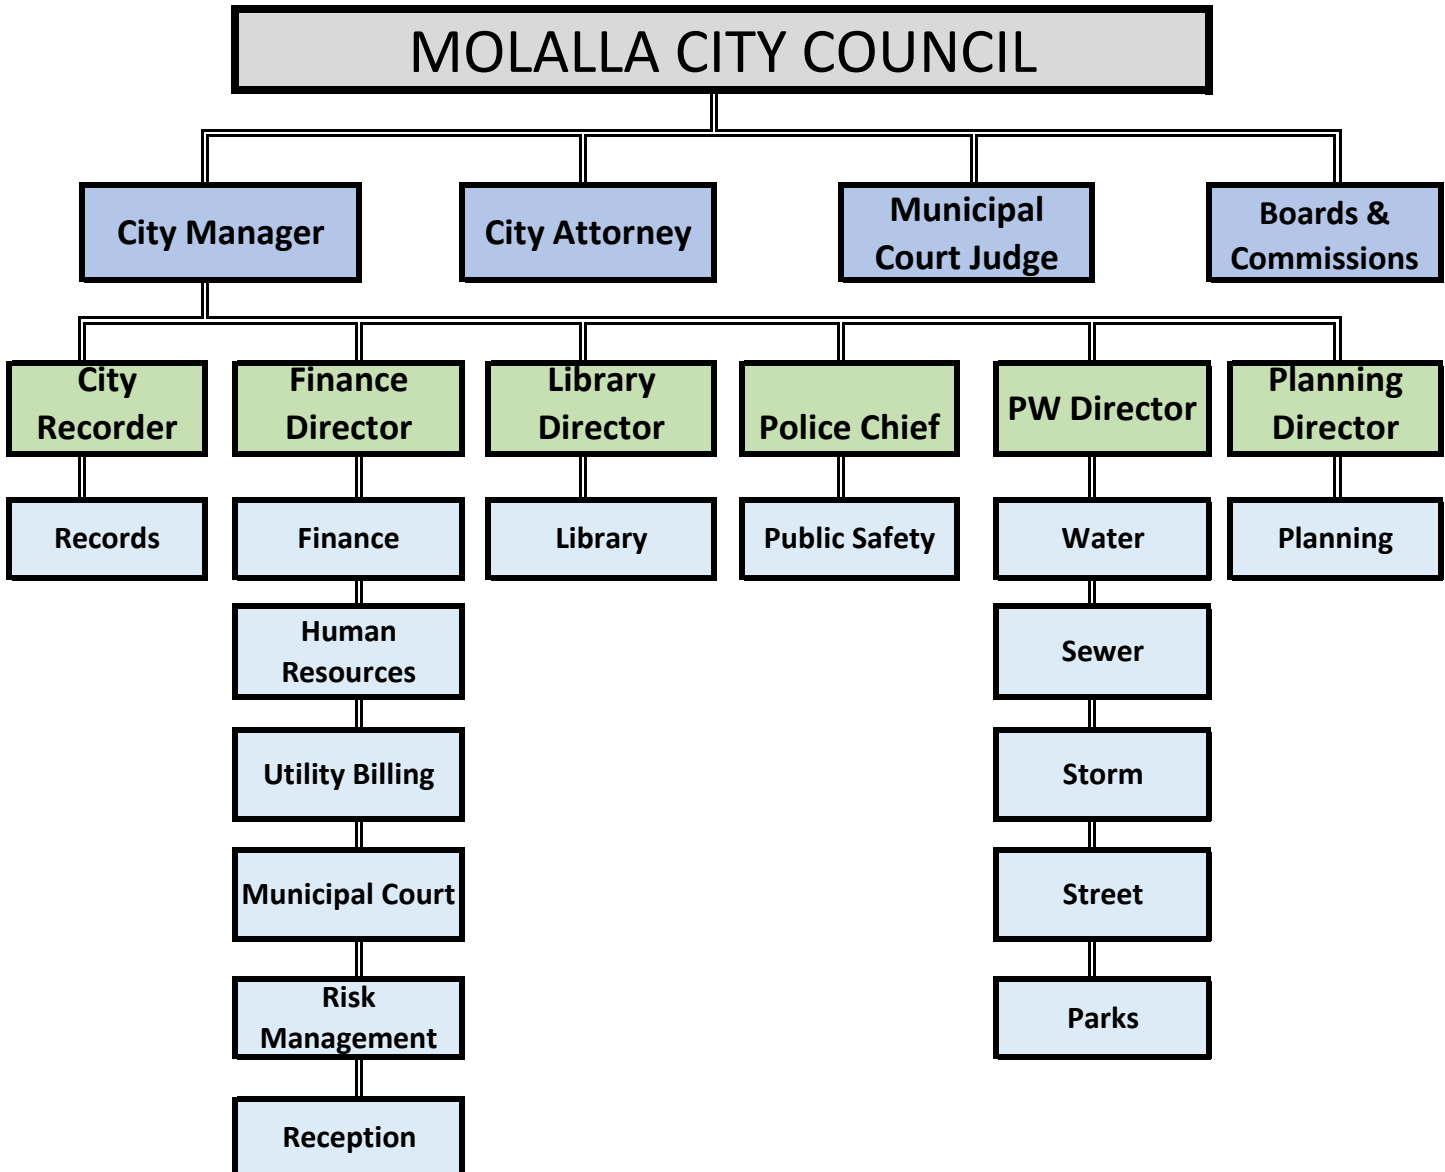 MOLALLA CITY COUNCIL
City Manager
City Attorney
Municipal
Court Judge
Boards &
Commissions
City
Recorder
Finance
Director
Library
Director
Police Chief
PW Director
Planning
Director
Records
Finance
Library
Public Safety
Water
Planning
Human
Resources
Sewer
Utility Billing
Storm
Municipal Court
Street
Risk
Management
Parks
Reception